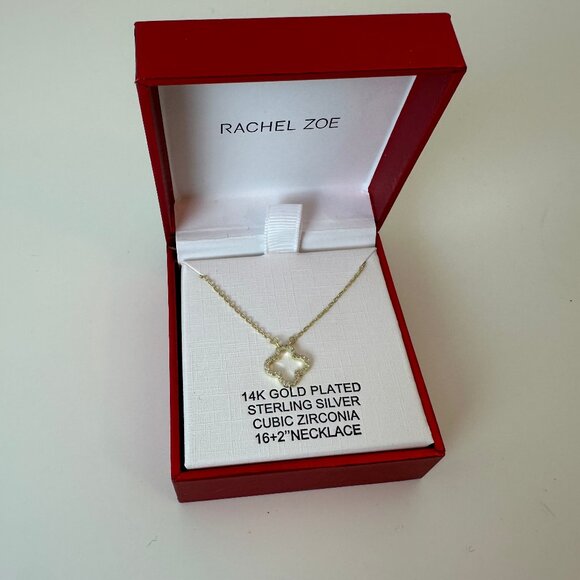 RACHEL ZOE
14K GOLD PLATED
STERLING SILVER
CUBIC ZIRCONIA
16+2"NECKLACE